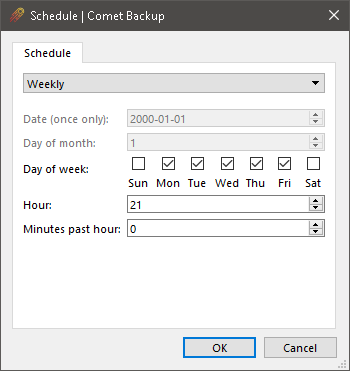 Schedule | Comet Backup
Schedule
Weekly
Date (once only): 2000-01-01
Day of month: 1
Day of week:
Sun Mon Tue Wed Thu Fri Sat
Hour: 21
Minutes past hour: 0
OK Cancel